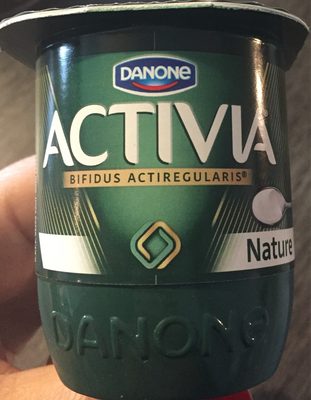 DANONE
ACTIVIA
BIFIDUS ACTIREGULARIS®
Nature
DANONE